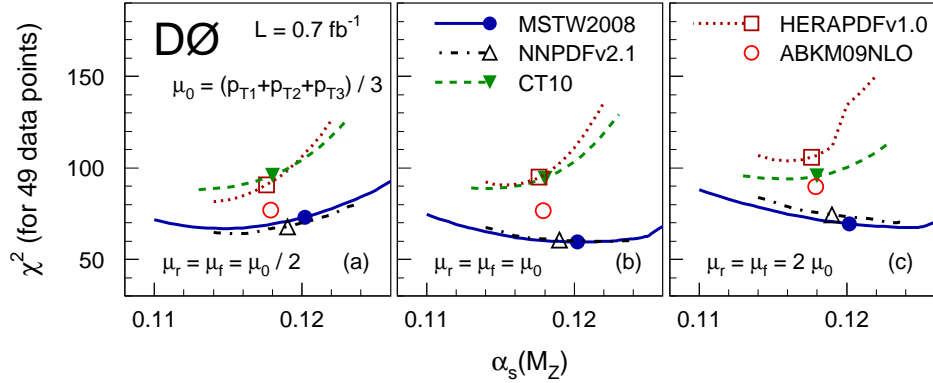 DØ
L = 0.7 fb⁻¹
μ₀ = (p_T1+p_T2+p_T3) / 3
MSTW2008
NNPDFv2.1
CT10
HERAPDFv1.0
ABKM09NLO
χ² (for 49 data points)
150
100
50
μ_r = μ_f = μ₀ / 2
(a)
μ_r = μ_f = μ₀
(b)
μ_r = μ_f = 2 μ₀
(c)
0.11
0.12
0.11
0.12
0.11
0.12
α_s(M_Z)